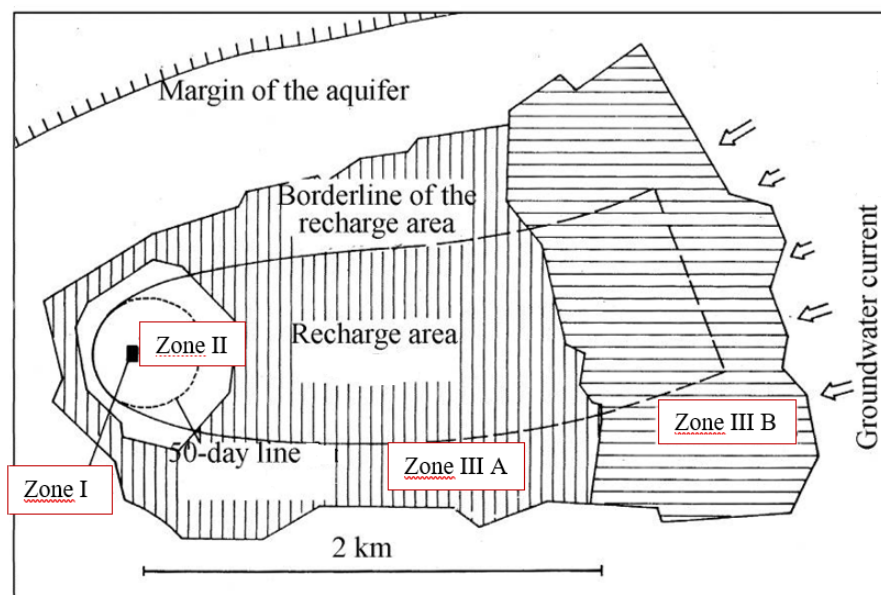 Margin of the aquifer
Borderline of the
recharge area
Recharge area
Zone II
50-day line
Zone I
Zone III A
Zone III B
Groundwater current
2 km